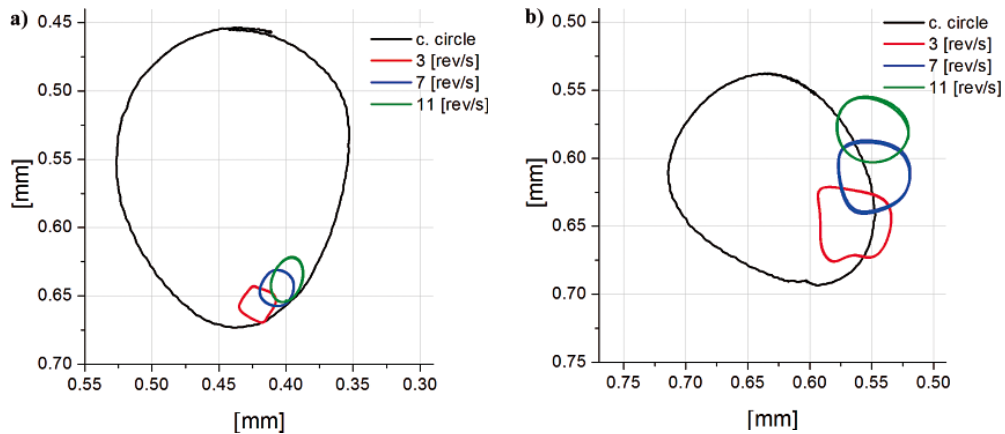 a)
c. circle
3 [rev/s]
7 [rev/s]
11 [rev/s]
0.45
0.50
0.55
0.60
0.65
0.70
[mm]
0.55 0.50 0.45 0.40 0.35 0.30
[mm]
b)
c. circle
3 [rev/s]
7 [rev/s]
11 [rev/s]
0.50
0.55
0.60
0.65
0.70
0.75
[mm]
0.75 0.70 0.65 0.60 0.55 0.50
[mm]